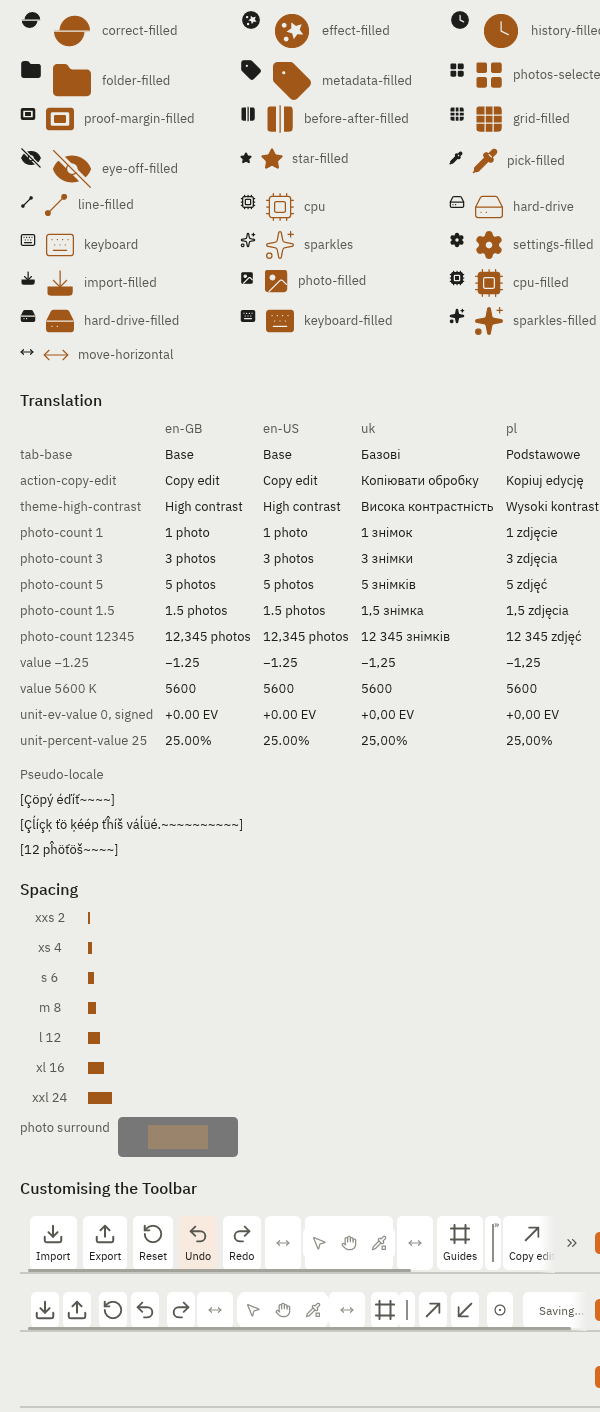 correct-filled effect-filled history-filled
folder-filled metadata-filled photos-selecte
proof-margin-filled before-after-filled grid-filled
eye-off-filled star-filled pick-filled
line-filled cpu hard-drive
keyboard sparkles settings-filled
import-filled photo-filled cpu-filled
hard-drive-filled keyboard-filled sparkles-filled
move-horizontal
Translation
en-GB en-US uk pl
tab-base Base Base Базові Podstawowe
action-copy-edit Copy edit Copy edit Копіювати обробку Kopiuj edycję
theme-high-contrast High contrast High contrast Висока контрастність Wysoki kontrast
photo-count 1 1 photo 1 photo 1 знімок 1 zdjęcie
photo-count 3 3 photos 3 photos 3 знімки 3 zdjęcia
photo-count 5 5 photos 5 photos 5 знімків 5 zdjęć
photo-count 1.5 1.5 photos 1.5 photos 1,5 знімка 1,5 zdjęcia
photo-count 12345 12,345 photos 12,345 photos 12 345 знімків 12 345 zdjęć
value −1.25 −1.25 −1.25 −1,25 −1,25
value 5600 K 5600 5600 5600 5600
unit-ev-value 0, signed +0.00 EV +0.00 EV +0,00 EV +0,00 EV
unit-percent-value 25 25.00% 25.00% 25,00% 25,00%
Pseudo-locale
[Çöpý éďíť~~~~]
[Çĺíçķ ťö ķéép ťĥíš váĺüé.~~~~~~~~~~]
[12 pĥöťöš~~~~]
Spacing
xxs 2
xs 4
s 6
m 8
l 12
xl 16
xxl 24
photo surround
Customising the Toolbar
Import Export Reset Undo Redo Guides Copy edit
Saving...